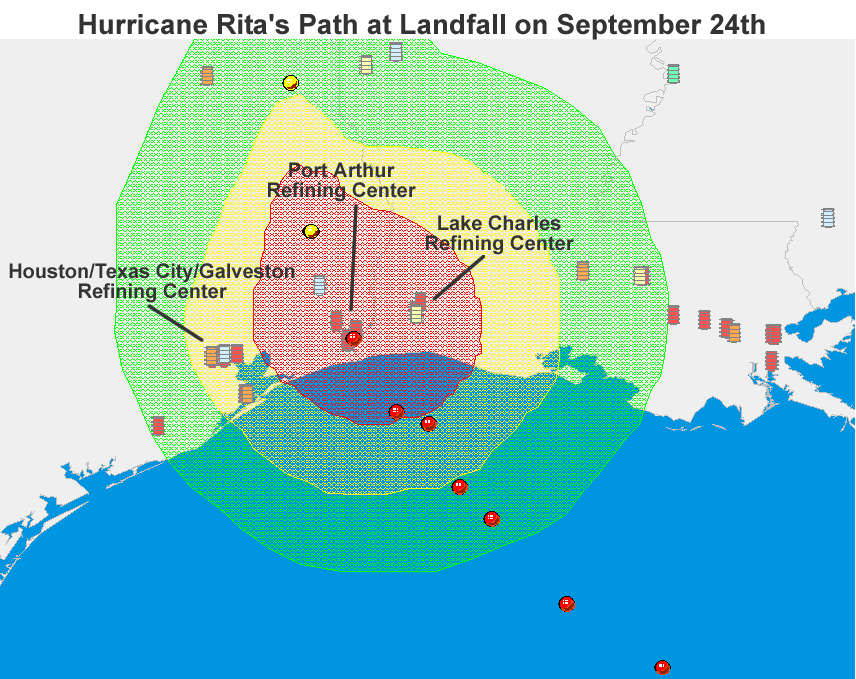 Hurricane Rita's Path at Landfall on September 24th
Port Arthur
Refining Center
Lake Charles
Refining Center
Houston/Texas City/Galveston
Refining Center